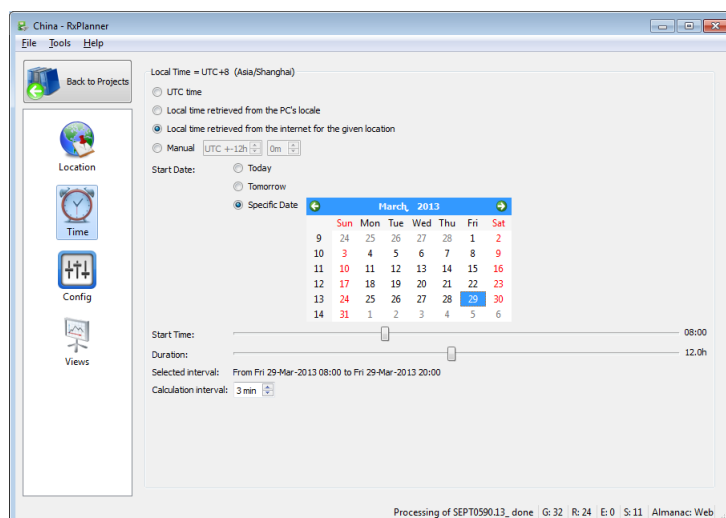 China - RxPlanner
File Tools Help
Back to Projects
Location
Time
Config
Views
Local Time = UTC+8 (Asia/Shanghai)
UTC time
Local time retrieved from the PC's locale
Local time retrieved from the internet for the given location
Manual UTC +-12h 0m
Start Date: Today
Tomorrow
Specific Date March, 2013
Sun Mon Tue Wed Thu Fri Sat
9 24 25 26 27 28 1 2
10 3 4 5 6 7 8 9
11 10 11 12 13 14 15 16
12 17 18 19 20 21 22 23
13 24 25 26 27 28 29 30
14 31 1 2 3 4 5 6
Start Time: 08:00
Duration: 12.0h
Selected interval: From Fri 29-Mar-2013 08:00 to Fri 29-Mar-2013 20:00
Calculation interval: 3 min
Processing of SEPT0590.13_ done G: 32 R: 24 E: 0 S: 11 Almanac: Web